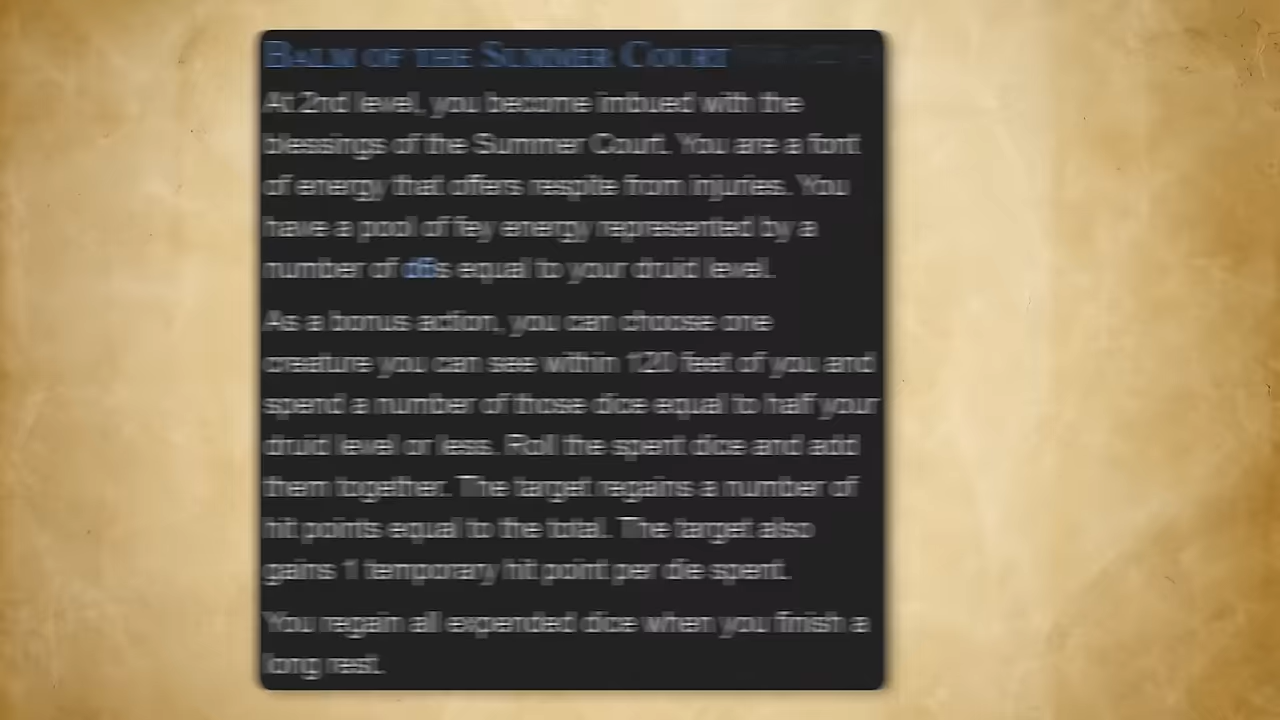 BALM OF THE SUMMER COURT
At 2nd level, you become imbued with the
blessings of the Summer Court. You are a font
of energy that offers respite from injuries. You
have a pool of fey energy represented by a
number of d6s equal to your druid level.
As a bonus action, you can choose one
creature you can see within 120 feet of you and
spend a number of those dice equal to half your
druid level or less. Roll the spent dice and add
them together. The target regains a number of
hit points equal to the total. The target also
gains 1 temporary hit point per die spent.
You regain all expended dice when you finish a
long rest.